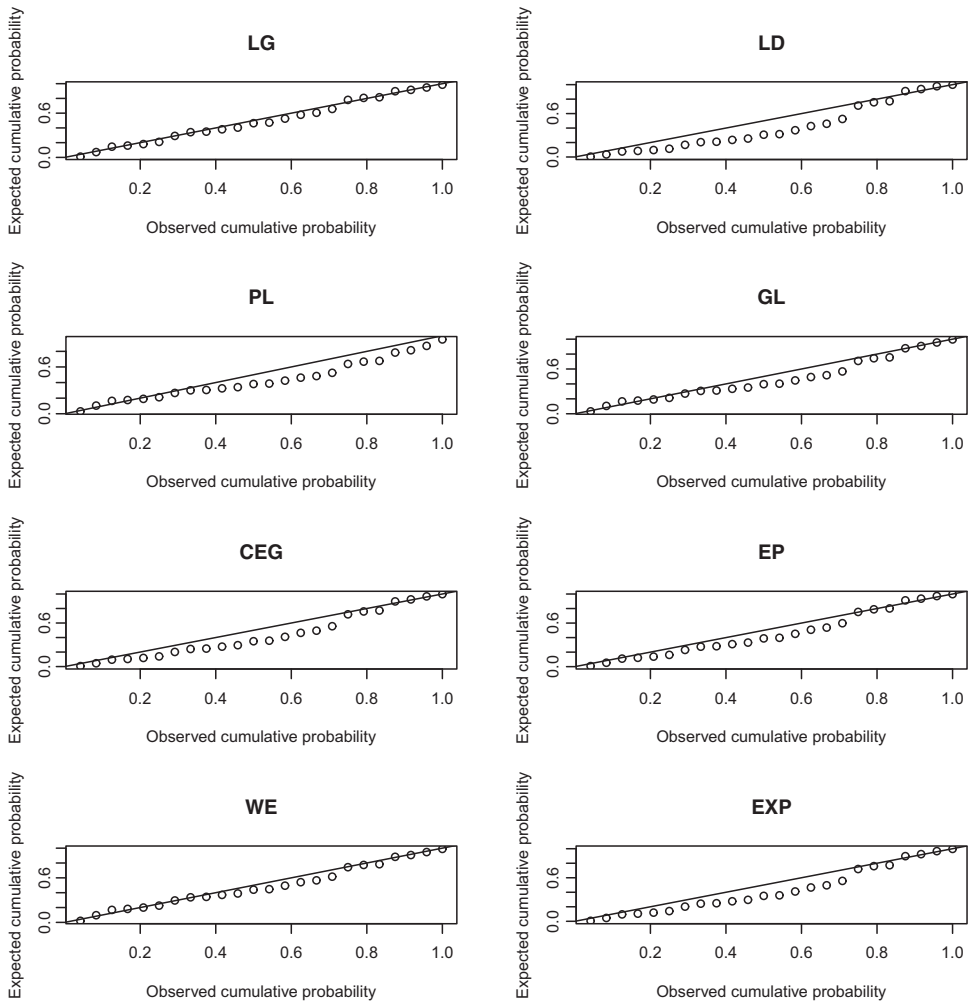 LG
Expected cumulative probability
0.0 0.6
0.2 0.4 0.6 0.8 1.0
Observed cumulative probability
LD
Expected cumulative probability
0.0 0.6
0.2 0.4 0.6 0.8 1.0
Observed cumulative probability
PL
Expected cumulative probability
0.0 0.6
0.2 0.4 0.6 0.8 1.0
Observed cumulative probability
GL
Expected cumulative probability
0.0 0.6
0.2 0.4 0.6 0.8 1.0
Observed cumulative probability
CEG
Expected cumulative probability
0.0 0.6
0.2 0.4 0.6 0.8 1.0
Observed cumulative probability
EP
Expected cumulative probability
0.0 0.6
0.2 0.4 0.6 0.8 1.0
Observed cumulative probability
WE
Expected cumulative probability
0.0 0.6
0.2 0.4 0.6 0.8 1.0
Observed cumulative probability
EXP
Expected cumulative probability
0.0 0.6
0.2 0.4 0.6 0.8 1.0
Observed cumulative probability